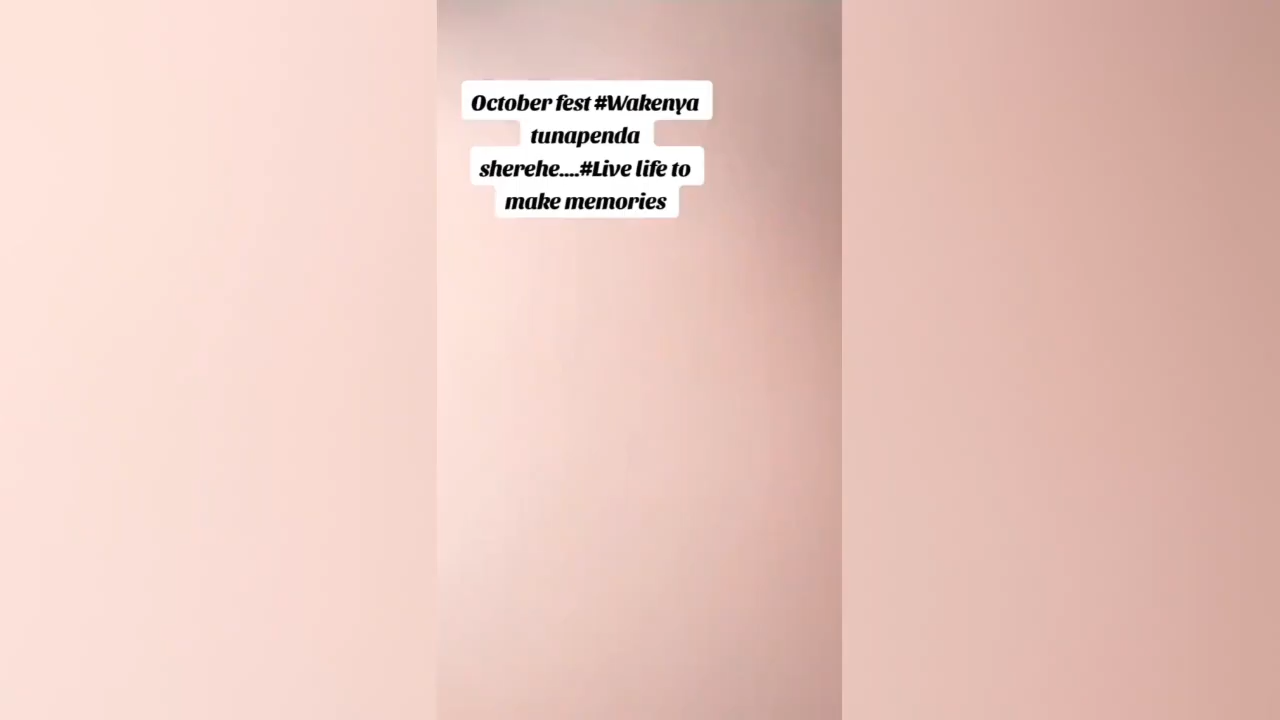 October fest #Wakenya
tunapenda
sherehe....#Live life to
make memories